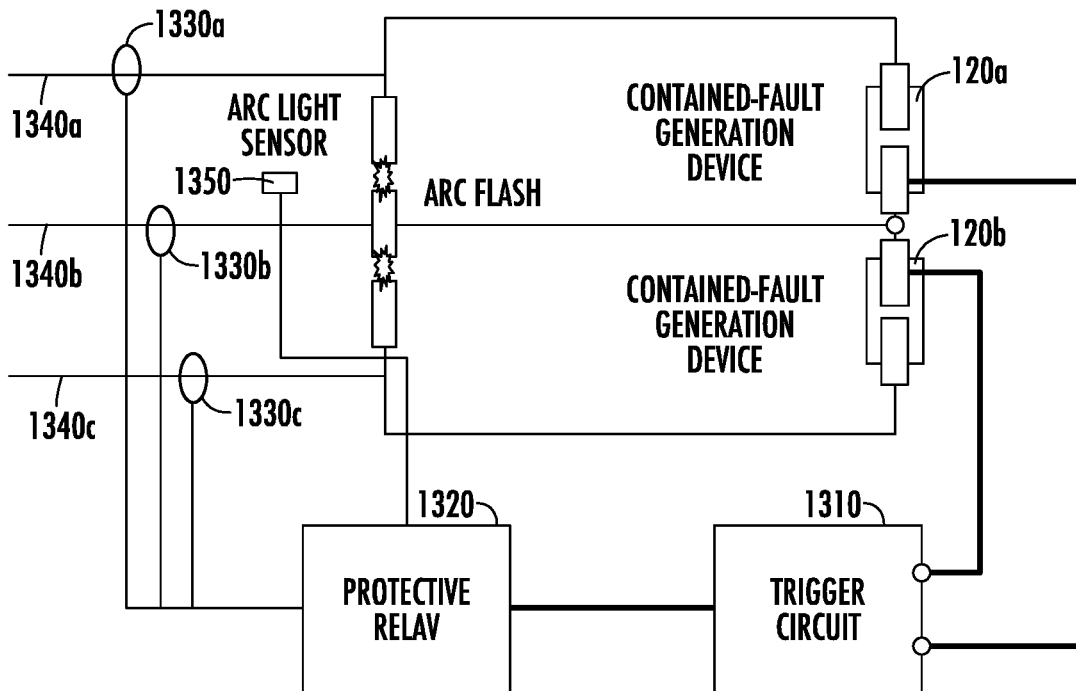 1330a
1340a
ARC LIGHT
SENSOR
1350
CONTAINED-FAULT
GENERATION
DEVICE
120a
ARC FLASH
1340b
1330b
120b
CONTAINED-FAULT
GENERATION
DEVICE
1340c
1330c
1320
PROTECTIVE
RELAV
1310
TRIGGER
CIRCUIT